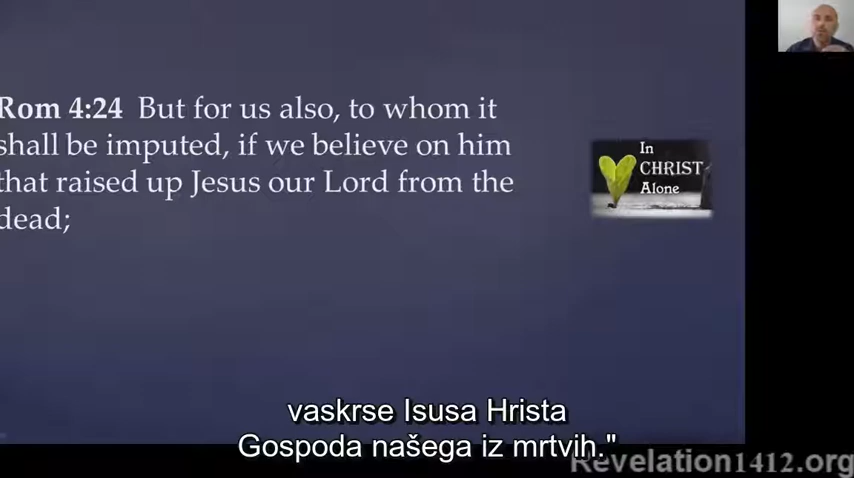 Rom 4:24 But for us also, to whom it
shall be imputed, if we believe on him
that raised up Jesus our Lord from the
dead;
In
CHRIST
Alone
vaskrse Isusa Hrista
Gospoda našega iz mrtvih."
Revelation1412.org